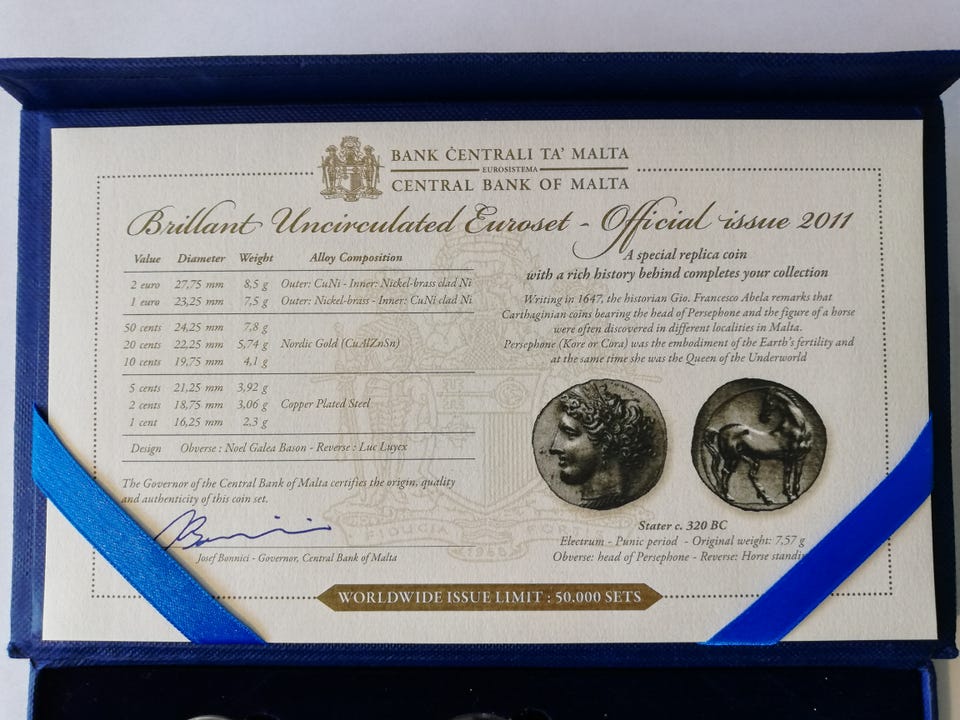 BANK ĊENTRALI TA' MALTA
EUROSISTEMA
CENTRAL BANK OF MALTA
Brillant Uncirculated Euroset - Official issue 2011
Value Diameter Weight Alloy Composition
2 euro 27,75 mm 8,5 g Outer: CuNi - Inner: Nickel-brass clad Ni
1 euro 23,25 mm 7,5 g Outer: Nickel-brass - Inner: CuNi clad Ni
50 cents 24,25 mm 7,8 g
20 cents 22,25 mm 5,74 g Nordic Gold (CuAlZnSn)
10 cents 19,75 mm 4,1 g
5 cents 21,25 mm 3,92 g
2 cents 18,75 mm 3,06 g Copper Plated Steel
1 cent 16,25 mm 2,3 g
Design Obverse : Noel Galea Bason - Reverse : Luc Luycx
The Governor of the Central Bank of Malta certifies the origin, quality
and authenticity of this coin set.
Josef Bonnici - Governor, Central Bank of Malta
A special replica coin
with a rich history behind completes your collection
Writing in 1647, the historian Gio. Francesco Abela remarks that
Carthaginian coins bearing the head of Persephone and the figure of a horse
were often discovered in different localities in Malta.
Persephone (Kore or Cora) was the embodiment of the Earth's fertility and
at the same time she was the Queen of the Underworld
Stater c. 320 BC
Electrum - Punic period - Original weight: 7,57 g
Obverse: head of Persephone - Reverse: Horse standin
WORLDWIDE ISSUE LIMIT : 50.000 SETS